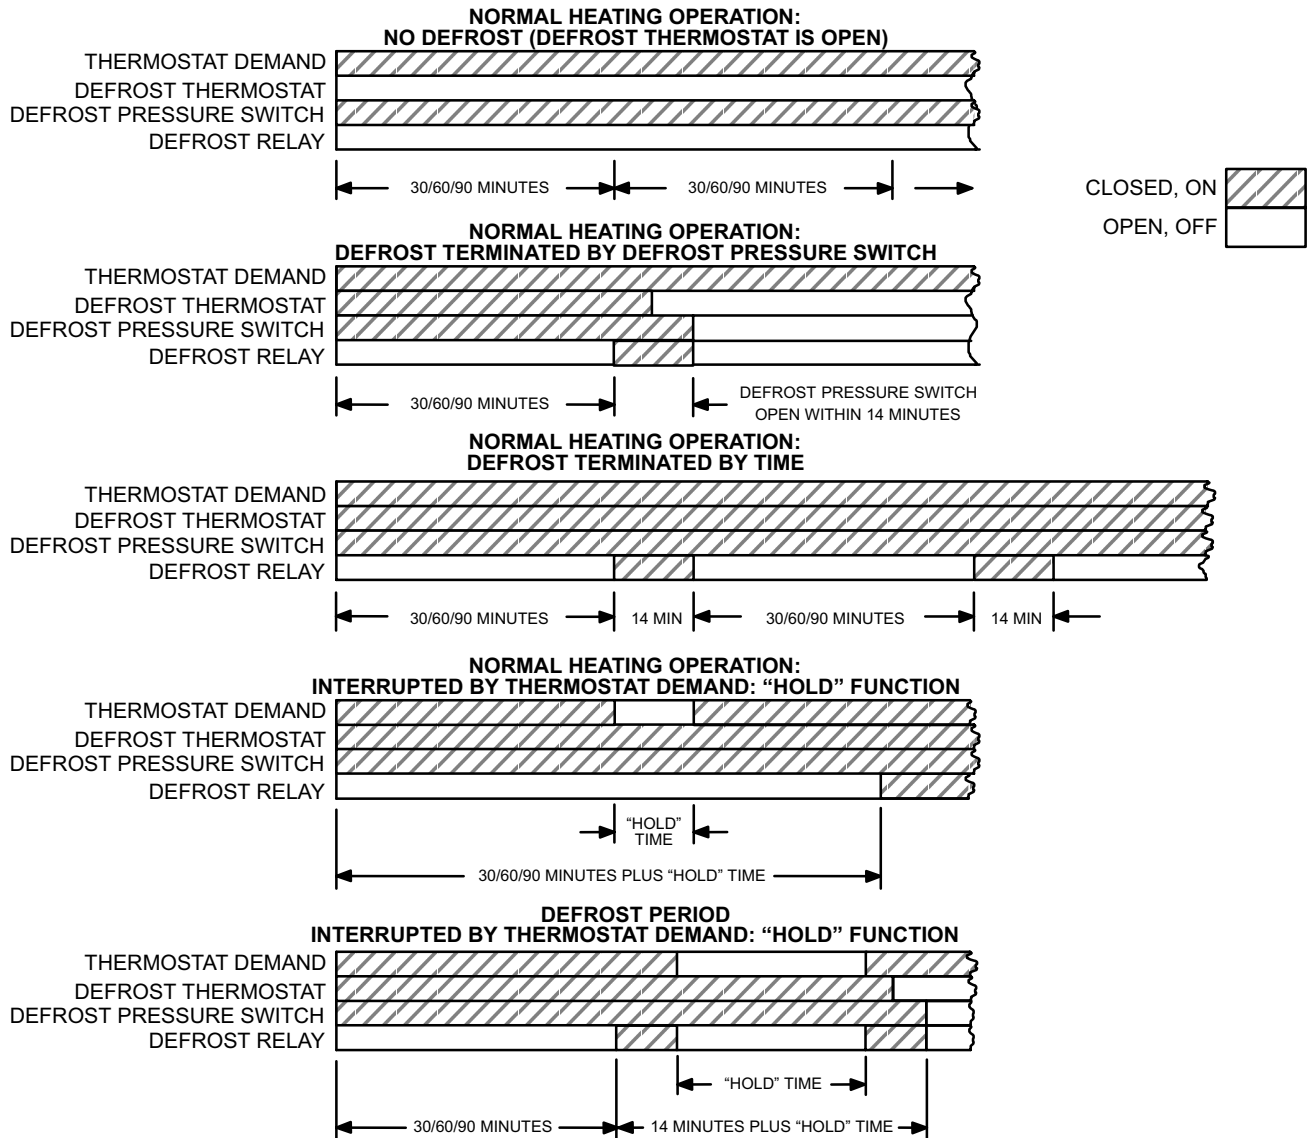 NORMAL HEATING OPERATION:
NO DEFROST (DEFROST THERMOSTAT IS OPEN)
THERMOSTAT DEMAND
DEFROST THERMOSTAT
DEFROST PRESSURE SWITCH
DEFROST RELAY
30/60/90 MINUTES
30/60/90 MINUTES
CLOSED, ON
OPEN, OFF
NORMAL HEATING OPERATION:
DEFROST TERMINATED BY DEFROST PRESSURE SWITCH
THERMOSTAT DEMAND
DEFROST THERMOSTAT
DEFROST PRESSURE SWITCH
DEFROST RELAY
30/60/90 MINUTES
DEFROST PRESSURE SWITCH
OPEN WITHIN 14 MINUTES
NORMAL HEATING OPERATION:
DEFROST TERMINATED BY TIME
THERMOSTAT DEMAND
DEFROST THERMOSTAT
DEFROST PRESSURE SWITCH
DEFROST RELAY
30/60/90 MINUTES
14 MIN
30/60/90 MINUTES
14 MIN
NORMAL HEATING OPERATION:
INTERRUPTED BY THERMOSTAT DEMAND: “HOLD” FUNCTION
THERMOSTAT DEMAND
DEFROST THERMOSTAT
DEFROST PRESSURE SWITCH
DEFROST RELAY
“HOLD”
TIME
30/60/90 MINUTES PLUS “HOLD” TIME
DEFROST PERIOD
INTERRUPTED BY THERMOSTAT DEMAND: “HOLD” FUNCTION
THERMOSTAT DEMAND
DEFROST THERMOSTAT
DEFROST PRESSURE SWITCH
DEFROST RELAY
“HOLD” TIME
30/60/90 MINUTES
14 MINUTES PLUS “HOLD” TIME